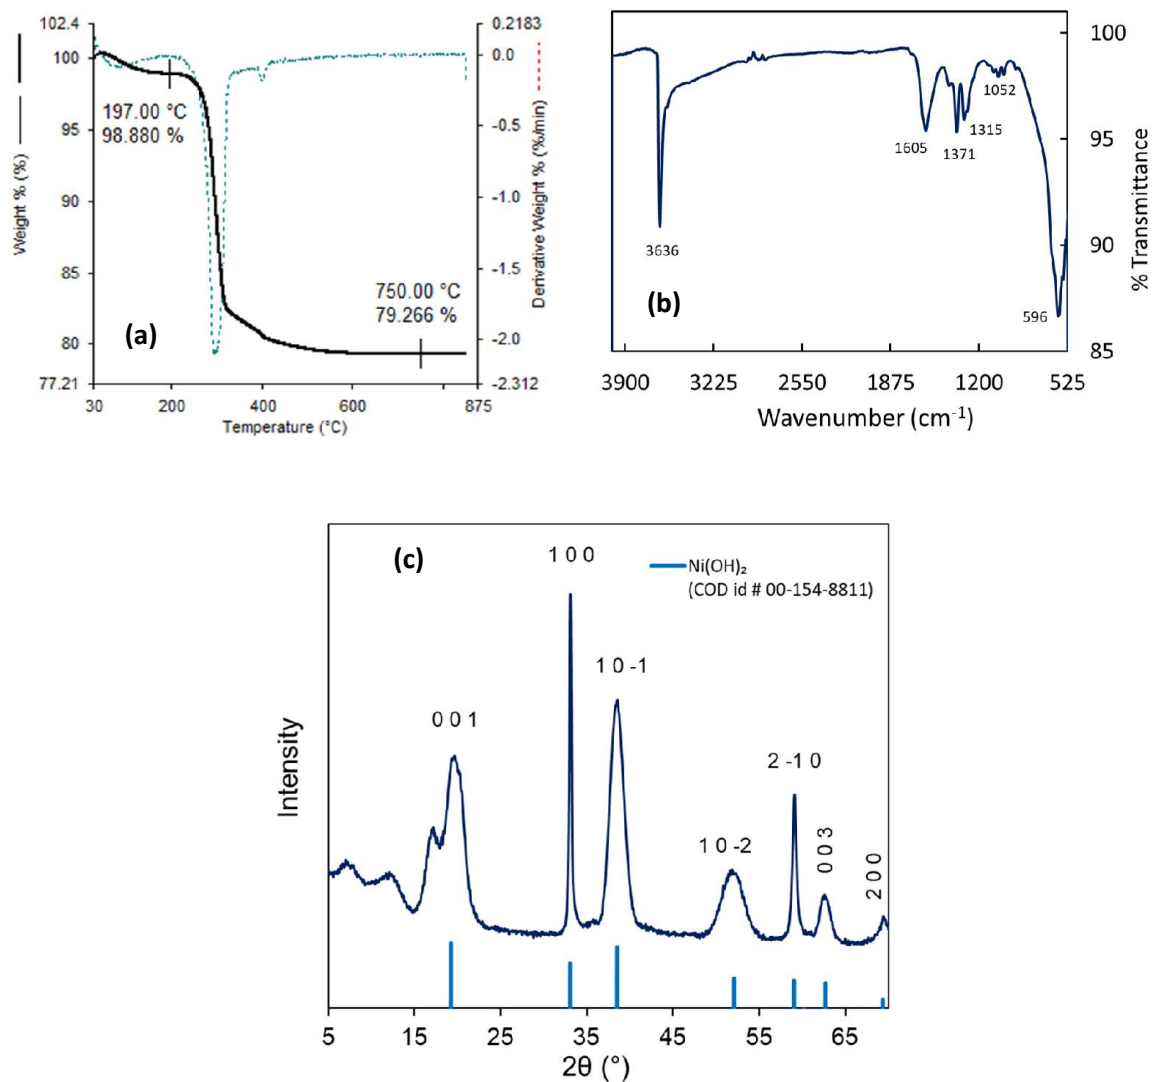 102.4
100
95
90
85
80
77.21
Weight % (%)
197.00 °C
98.880 %
750.00 °C
79.266 %
(a)
30
200
400
600
875
Temperature (°C)
0.2183
0.0
-0.5
-1.0
-1.5
-2.0
-2.312
Derivative Weight % (%/min)
3636
1605
1371
1315
1052
596
(b)
100
95
90
85
% Transmittance
3900
3225
2550
1875
1200
525
Wavenumber (cm⁻¹)
(c)
Ni(OH)₂
(COD id # 00-154-8811)
0 0 1
1 0 0
1 0 -1
1 0 -2
2 -1 0
0 0 3
2 0 0
Intensity
5
15
25
35
45
55
65
2θ (°)